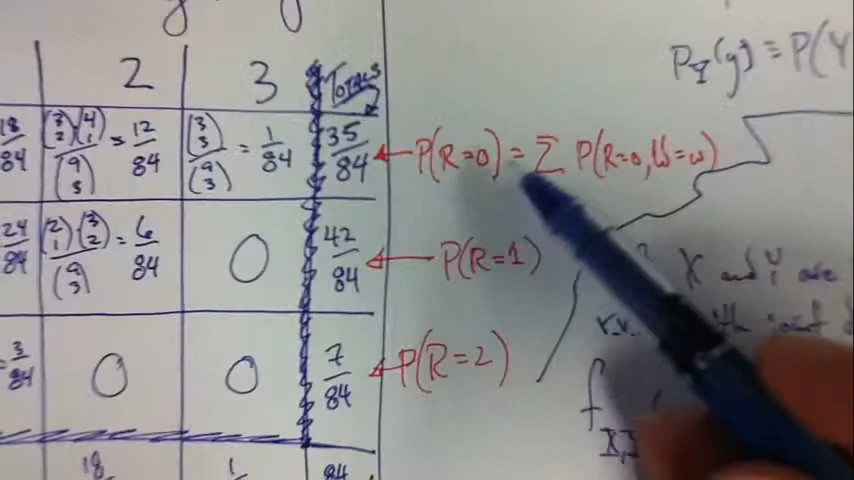 2 3 Totals
18/84 (3 2)(4 1)/(9 3) = 12/84 (3 3)/(9 3) = 1/84 35/84 ← P(R=0) = Σ P(R=0, W=w)
24/84 (2 1)·(3 2)/(9 3) = 6/84 0 42/84 ← P(R=1)
= 3/84 0 0 7/84 ← P(R=2)
18 1 84
P_Y(y) = P(Y
X and Y are
r.v. joint
f X,Y